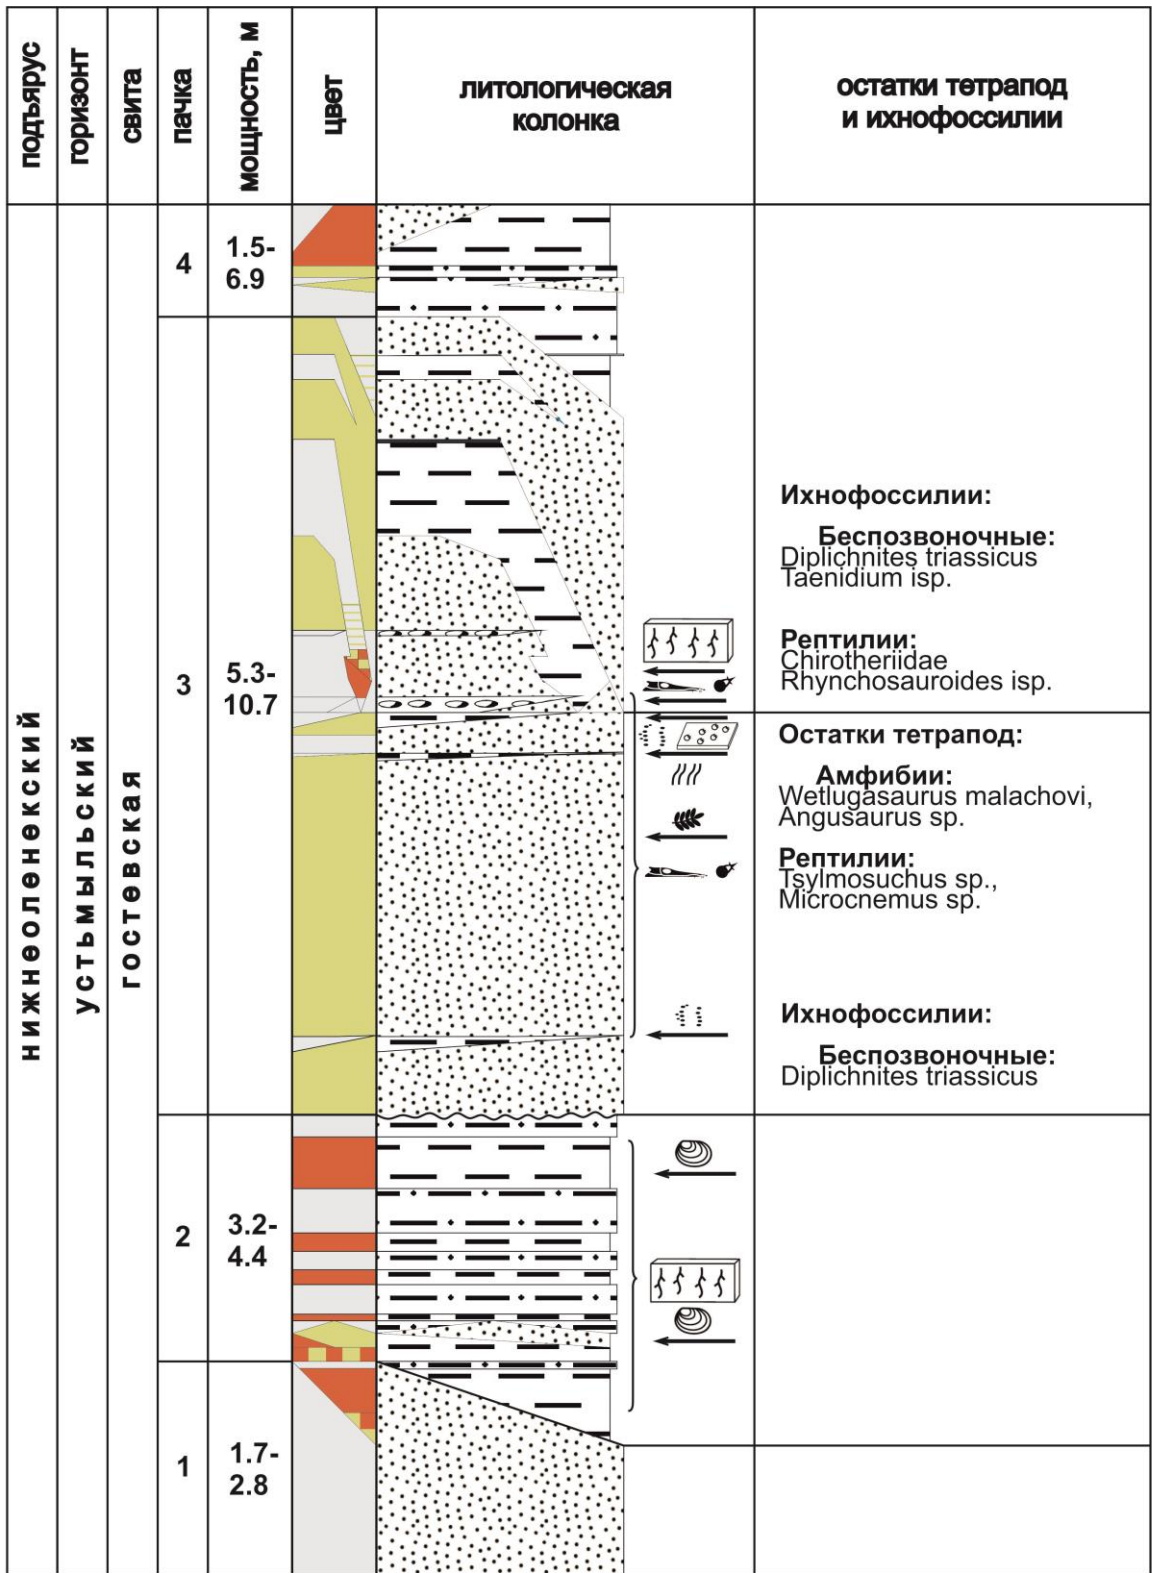 подъярус
горизонт
свита
пачка
мощность, м
цвет
литологическая
колонка
остатки тетрапод
и ихнофоссилии
нижнеоленекский
устьмыльский
гостевская
4
1.5-
6.9
3
5.3-
10.7
Ихнофоссилии:
Беспозвоночные:
Diplichnites triassicus
Taenidium isp.
Рептилии:
Chirotheriidae
Rhynchosauroides isp.
Остатки тетрапод:
Амфибии:
Wetlugasaurus malachovi,
Angusaurus sp.
Рептилии:
Tsylmosuchus sp.,
Microcnemus sp.
Ихнофоссилии:
Беспозвоночные:
Diplichnites triassicus
2
3.2-
4.4
1
1.7-
2.8